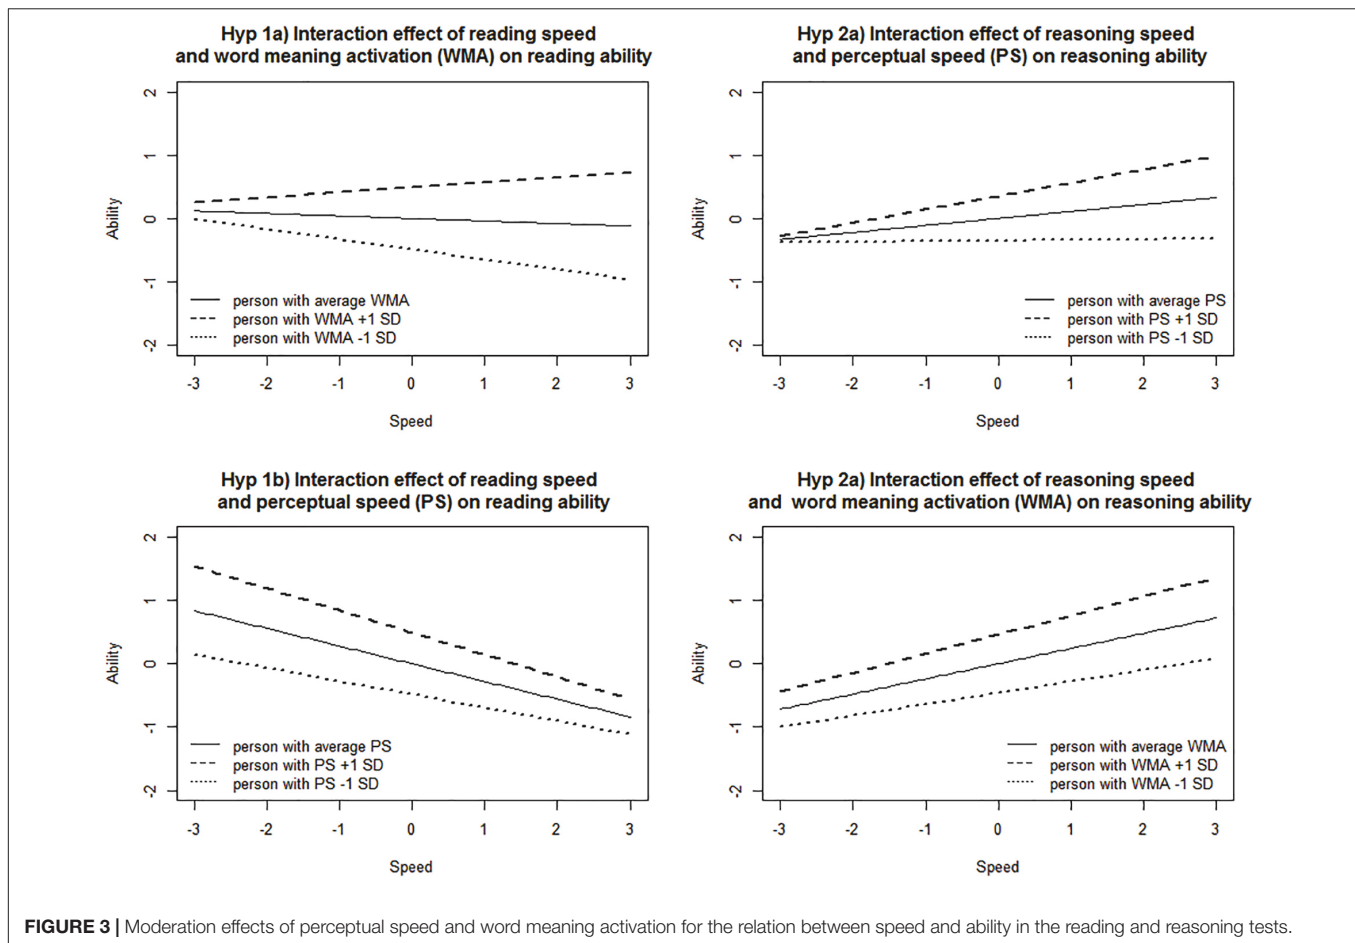 Hyp 1a) Interaction effect of reading speed
and word meaning activation (WMA) on reading ability
2
1
0
-1
-2
Ability
person with average WMA
person with WMA +1 SD
person with WMA -1 SD
-3 -2 -1 0 1 2 3
Speed
Hyp 2a) Interaction effect of reasoning speed
and perceptual speed (PS) on reasoning ability
2
1
0
-1
-2
Ability
person with average PS
person with PS +1 SD
person with PS -1 SD
-3 -2 -1 0 1 2 3
Speed
Hyp 1b) Interaction effect of reading speed
and perceptual speed (PS) on reading ability
2
1
0
-1
-2
Ability
person with average PS
person with PS +1 SD
person with PS -1 SD
-3 -2 -1 0 1 2 3
Speed
Hyp 2a) Interaction effect of reasoning speed
and word meaning activation (WMA) on reasoning ability
2
1
0
-1
-2
Ability
person with average WMA
person with WMA +1 SD
person with WMA -1 SD
-3 -2 -1 0 1 2 3
Speed
FIGURE 3 | Moderation effects of perceptual speed and word meaning activation for the relation between speed and ability in the reading and reasoning tests.